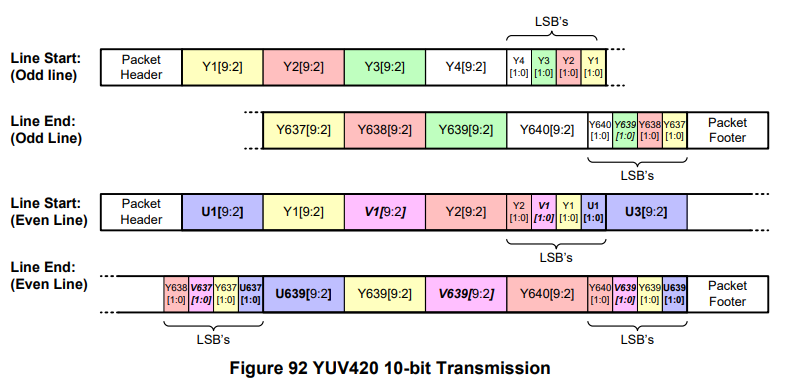 LSB's
Line Start:
(Odd line)
Packet Header Y1[9:2] Y2[9:2] Y3[9:2] Y4[9:2] Y4 [1:0] Y3 [1:0] Y2 [1:0] Y1 [1:0]
Line End:
(Odd Line)
Y637[9:2] Y638[9:2] Y639[9:2] Y640[9:2] Y640 [1:0] Y639 [1:0] Y638 [1:0] Y637 [1:0] Packet Footer
LSB's
Line Start:
(Even Line)
Packet Header U1[9:2] Y1[9:2] V1[9:2] Y2[9:2] Y2 [1:0] V1 [1:0] Y1 [1:0] U1 [1:0] U3[9:2]
LSB's
Line End:
(Even Line)
Y638 [1:0] V637 [1:0] Y637 [1:0] U637 [1:0] U639[9:2] Y639[9:2] V639[9:2] Y640[9:2] Y640 [1:0] V639 [1:0] Y639 [1:0] U639 [1:0] Packet Footer
LSB's LSB's
Figure 92 YUV420 10-bit Transmission